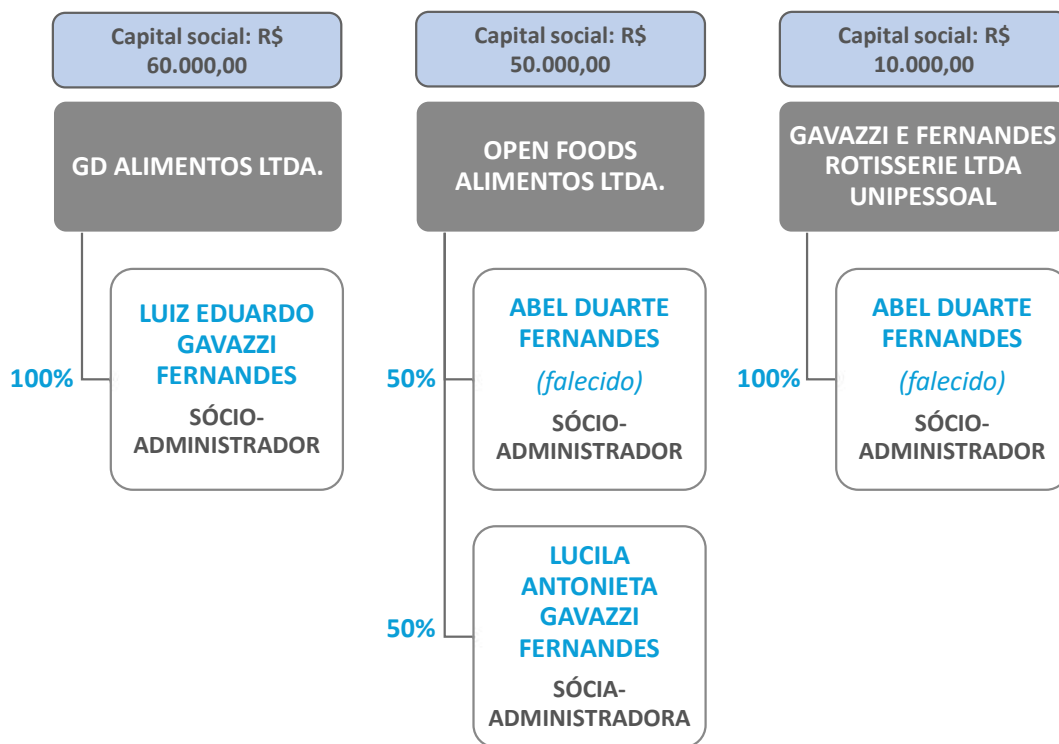 Capital social: R$
60.000,00
GD ALIMENTOS LTDA.
100%
LUIZ EDUARDO
GAVAZZI
FERNANDES
SÓCIO-
ADMINISTRADOR
Capital social: R$
50.000,00
OPEN FOODS
ALIMENTOS LTDA.
50%
ABEL DUARTE
FERNANDES
(falecido)
SÓCIO-
ADMINISTRADOR
50%
LUCILA
ANTONIETA
GAVAZZI
FERNANDES
SÓCIA-
ADMINISTRADORA
Capital social: R$
10.000,00
GAVAZZI E FERNANDES
ROTISSERIE LTDA
UNIPESSOAL
100%
ABEL DUARTE
FERNANDES
(falecido)
SÓCIO-
ADMINISTRADOR